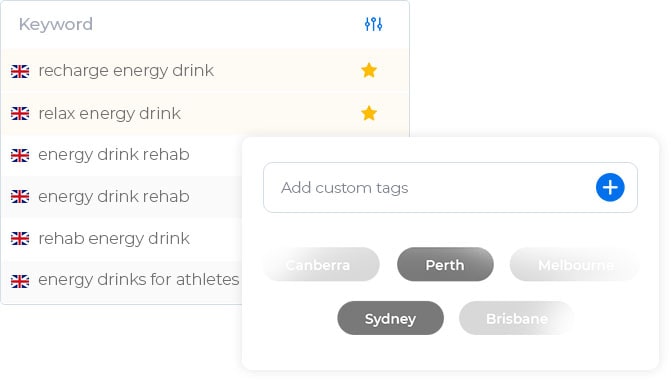 Keyword
recharge energy drink
relax energy drink
energy drink rehab
energy drink rehab
rehab energy drink
energy drinks for athletes
Add custom tags
Canberra Perth Melbourne
Sydney Brisbane